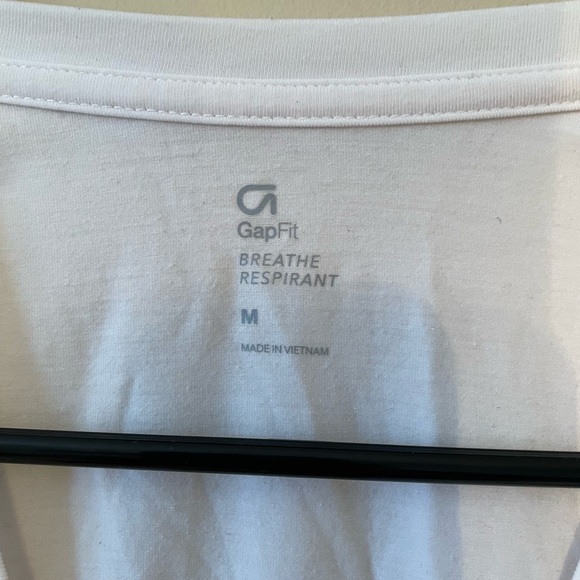 GapFit
BREATHE
RESPIRANT
M
MADE IN VIETNAM